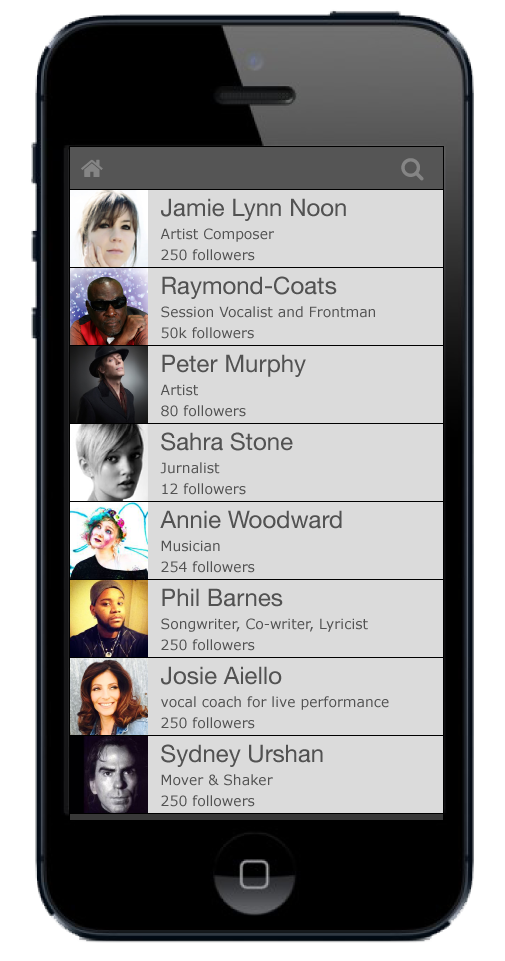 Jamie Lynn Noon
Artist Composer
250 followers
Raymond-Coats
Session Vocalist and Frontman
50k followers
Peter Murphy
Artist
80 followers
Sahra Stone
Jurnalist
12 followers
Annie Woodward
Musician
254 followers
Phil Barnes
Songwriter, Co-writer, Lyricist
250 followers
Josie Aiello
vocal coach for live performance
250 followers
Sydney Urshan
Mover & Shaker
250 followers